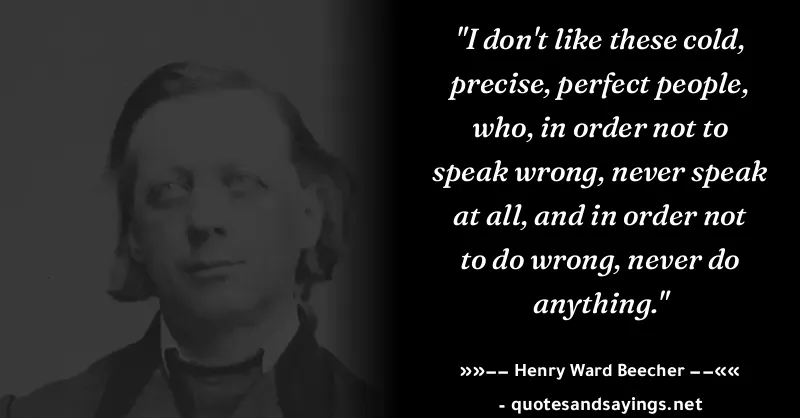 "I don't like these cold,
precise, perfect people,
who, in order not to
speak wrong, never speak
at all, and in order not
to do wrong, never do
anything."
»»−− Henry Ward Beecher −−««
- quotesandsayings.net